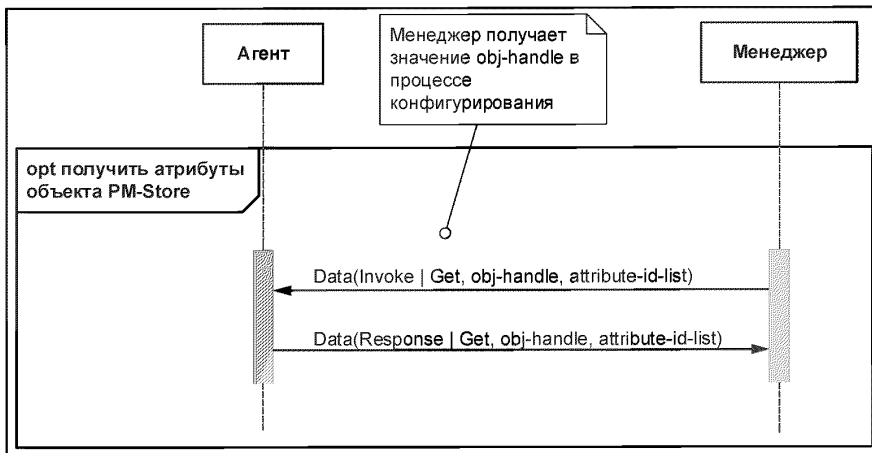 Агент
Менеджер получает
значение obj-handle в
процессе
конфигурирования
Менеджер
opt получить атрибуты
объекта PM-Store
Data(Invoke | Get, obj-handle, attribute-id-list)
Data(Response | Get, obj-handle, attribute-id-list)